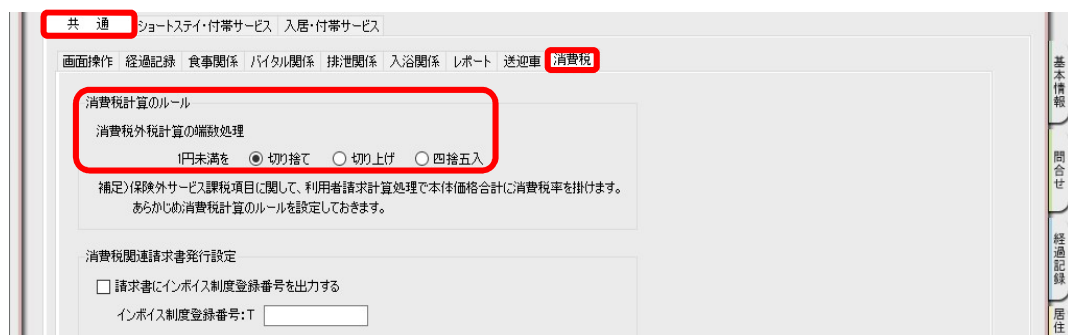 共　通 ショートステイ・付帯サービス 入居・付帯サービス
画面操作 経過記録 食事関係 バイタル関係 排泄関係 入浴関係 レポート 送迎車 消費税
消費税計算のルール
消費税外税計算の端数処理
1円未満を 切り捨て 切り上げ 四捨五入
補足)保険外サービス課税項目に関して、利用者請求計算処理で本体価格合計に消費税率を掛けます。
あらかじめ消費税計算のルールを設定しておきます。
消費税関連請求書発行設定
請求書にインボイス制度登録番号を出力する
インボイス制度登録番号:T
基本情報
問合せ
経過記録
居住